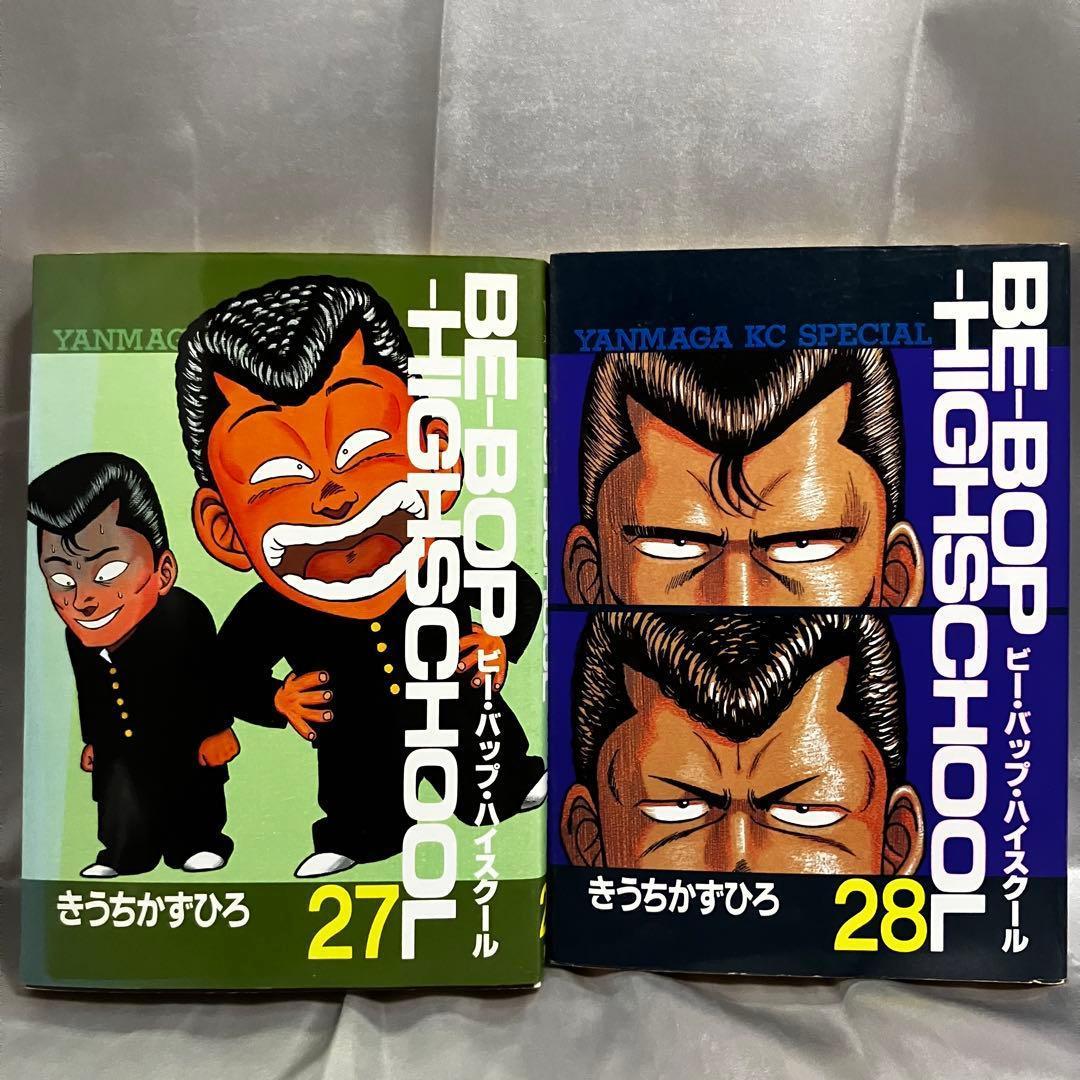 YANMAG
BE-BOP
-HIGHSCHOOL
ビー・バップ・ハイスクール
きうちかずひろ
27
YANMAGA KC SPECIAL
BE-BOP
-HIGHSCHOOL
ビー・バップ・ハイスクール
きうちかずひろ
28